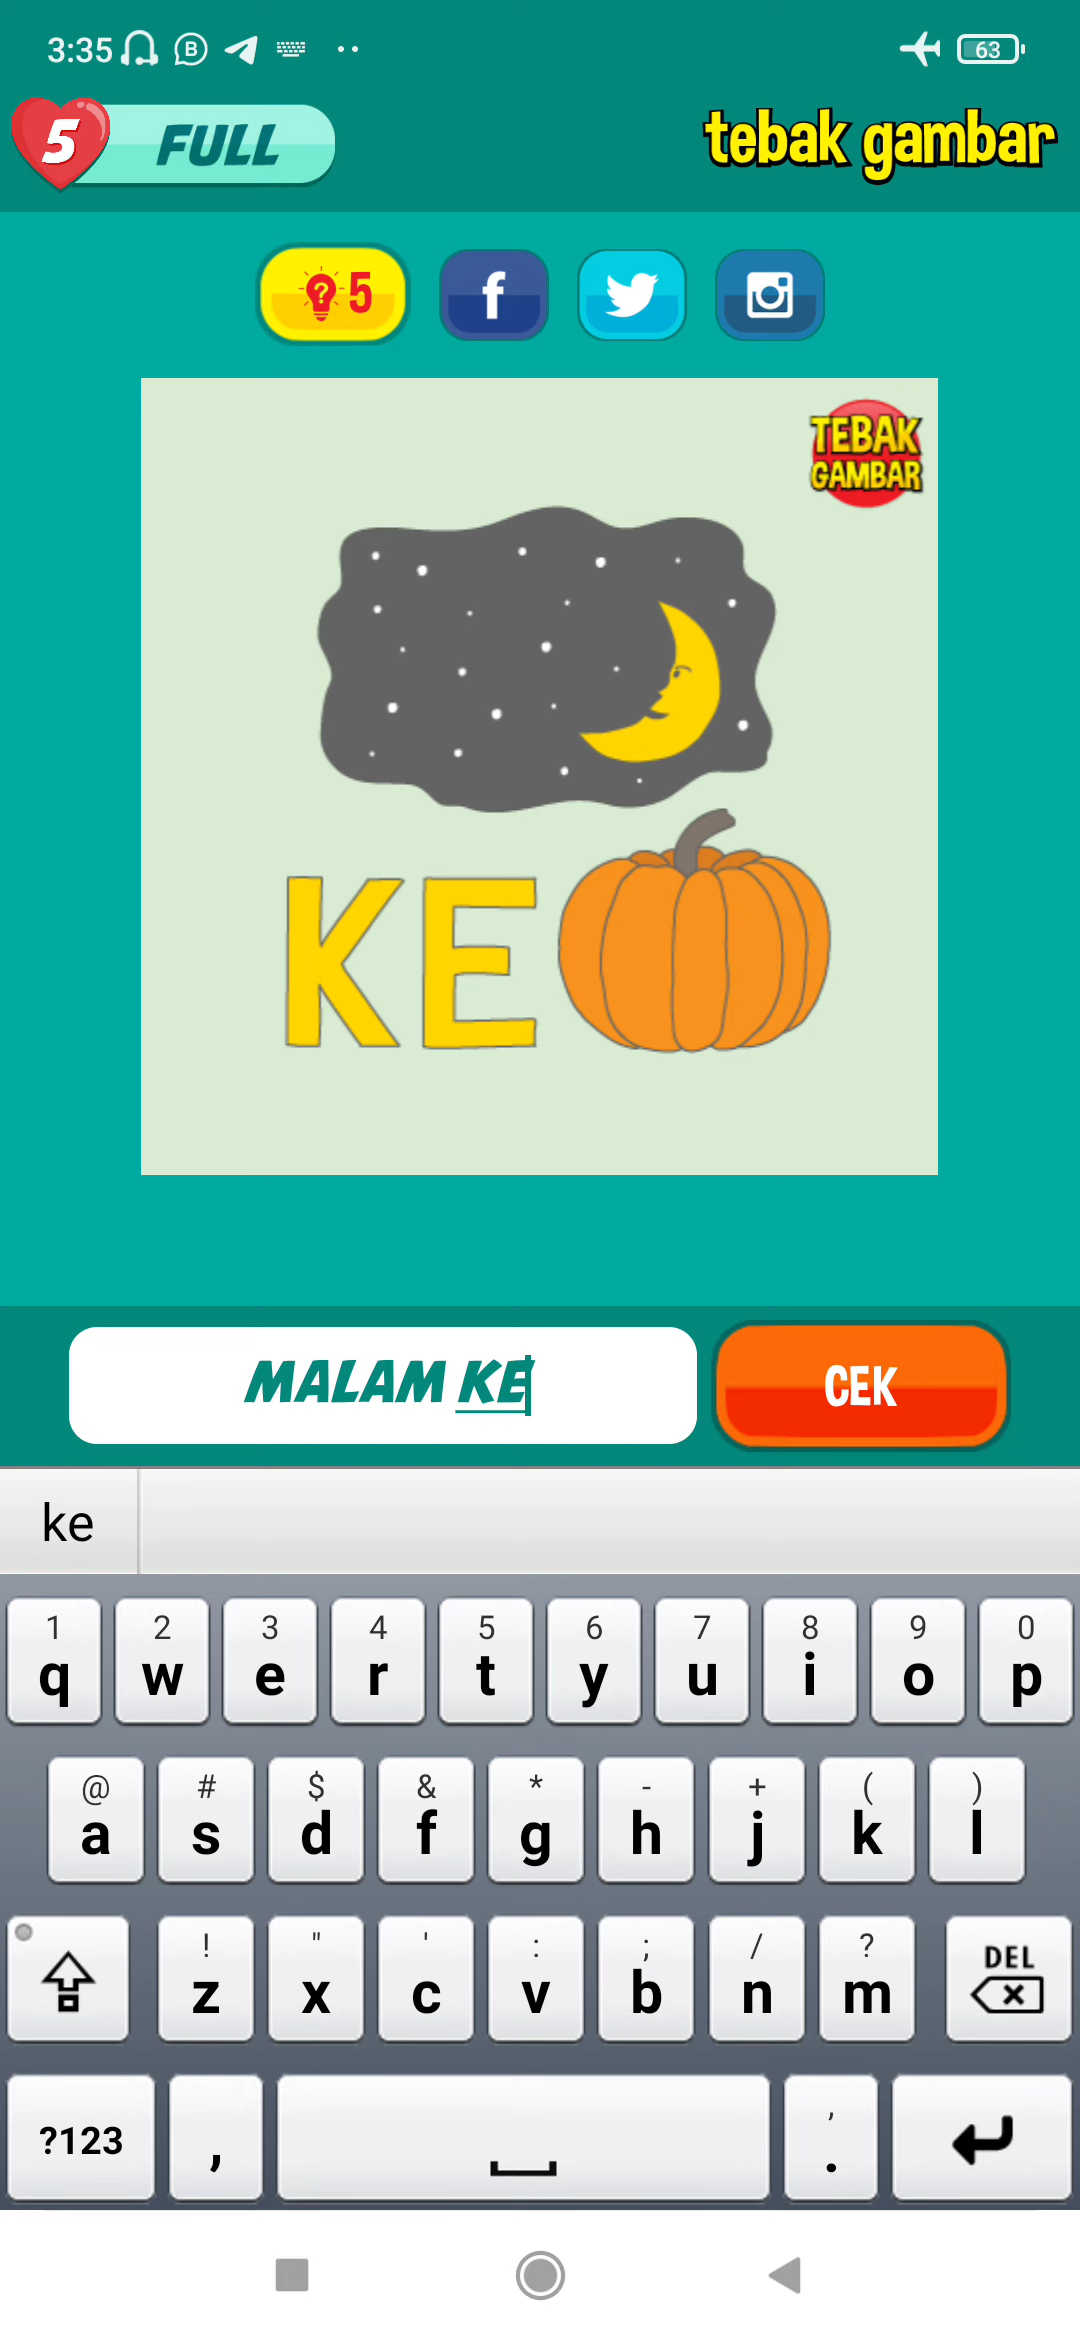 3:35
63
5 FULL
tebak gambar
5
TEBAK
GAMBAR
KE
MALAM KE
CEK
ke
1 2 3 4 5 6 7 8 9 0
q w e r t y u i o p
@ # $ & * - + ( )
a s d f g h j k l
! " ' : ; / ?
z x c v b n m
DEL
?123 , ' .